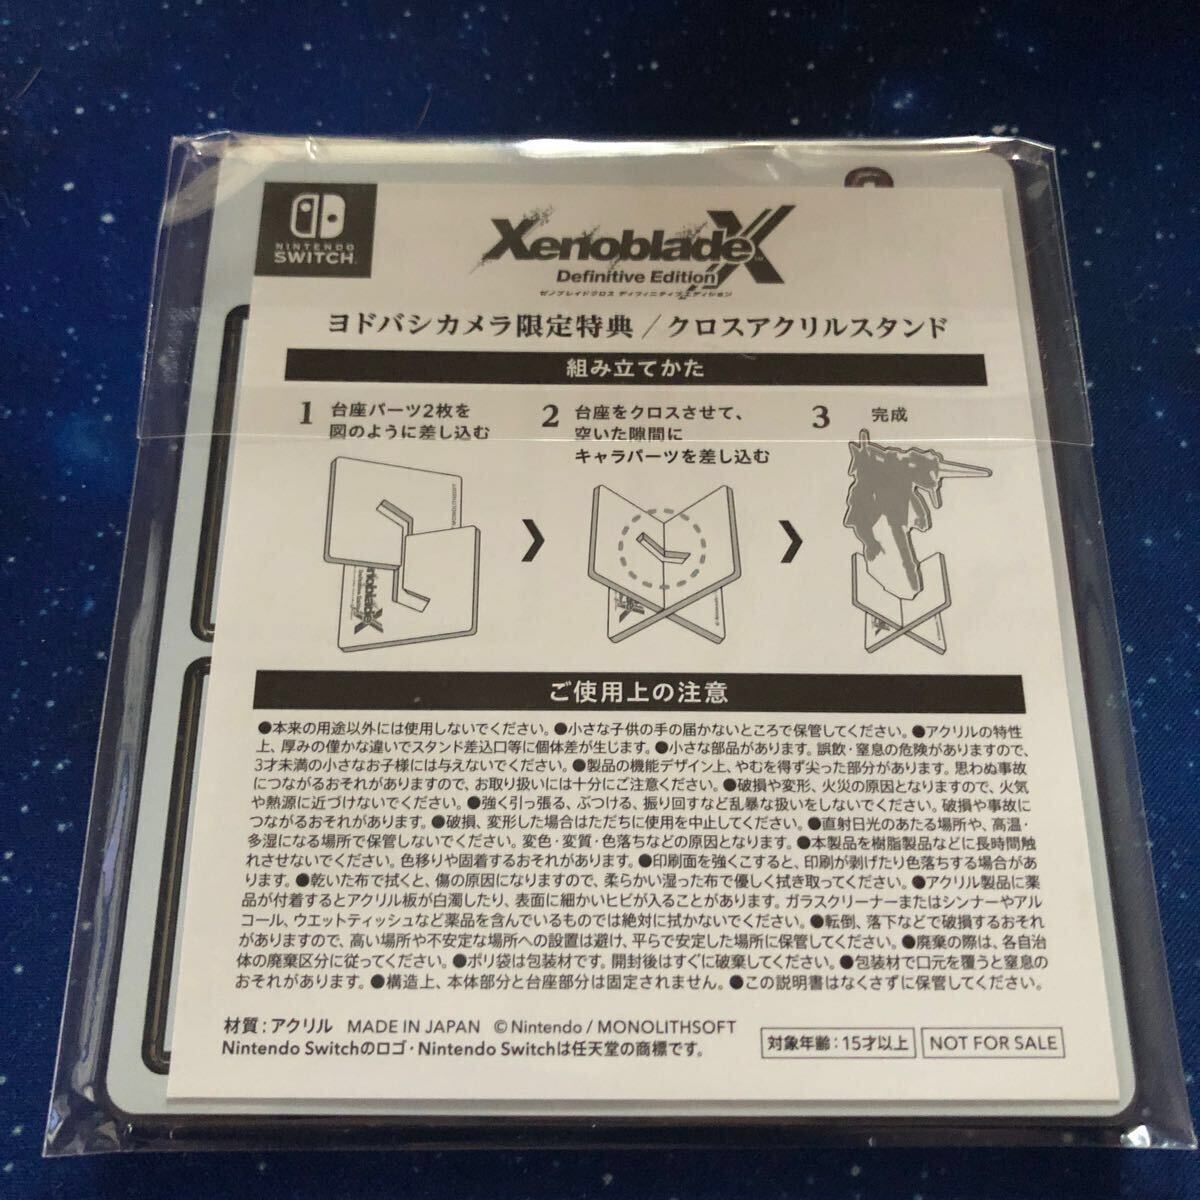 NINTENDO
SWITCH™
XenobladeX™
Definitive Edition
ゼノブレイドクロス ディフィニティブエディション
ヨドバシカメラ限定特典／クロスアクリルスタンド
組み立てかた
1 台座パーツ2枚を
図のように差し込む
2 台座をクロスさせて、
空いた隙間に
キャラパーツを差し込む
3 完成
MONOLITHSOFT
ご使用上の注意
●本来の用途以外には使用しないでください。●小さな子供の手の届かないところで保管してください。●アクリルの特性
上、厚みの僅かな違いでスタンド差込口等に個体差が生じます。●小さな部品があります。誤飲・窒息の危険がありますので、
3才未満の小さなお子様には与えないでください。●製品の機能デザイン上、やむを得ず尖った部分があります。思わぬ事故
につながるおそれがありますので、お取り扱いには十分にご注意ください。●破損や変形、火災の原因となりますので、火気
や熱源に近づけないでください。●強く引っ張る、ぶつける、振り回すなど乱暴な扱いをしないでください。破損や事故に
つながるおそれがあります。●破損、変形した場合はただちに使用を中止してください。●直射日光のあたる場所や、高温・
多湿になる場所で保管しないでください。変色・変質・色落ちなどの原因となります。●本製品を樹脂製品などに長時間触
れさせないでください。色移りや固着するおそれがあります。●印刷面を強くこすると、印刷が剥げたり色落ちする場合があ
ります。●乾いた布で拭くと、傷の原因になりますので、柔らかい湿った布で優しく拭き取ってください。●アクリル製品に薬
品が付着するとアクリル板が白濁したり、表面に細かいヒビが入ることがあります。ガラスクリーナーまたはシンナーやアル
コール、ウエットティッシュなど薬品を含んでいるものでは絶対に拭かないでください。●転倒、落下などで破損するおそれ
がありますので、高い場所や不安定な場所への設置は避け、平らで安定した場所に保管してください。●廃棄の際は、各自治
体の廃棄区分に従ってください。●ポリ袋は包装材です。開封後はすぐに破棄してください。●包装材で口元を覆うと窒息の
おそれがあります。●構造上、本体部分と台座部分は固定されません。●この説明書はなくさずに保管してください。
材質：アクリル MADE IN JAPAN ©Nintendo / MONOLITHSOFT
Nintendo Switchのロゴ・Nintendo Switchは任天堂の商標です。
対象年齢：15才以上
NOT FOR SALE